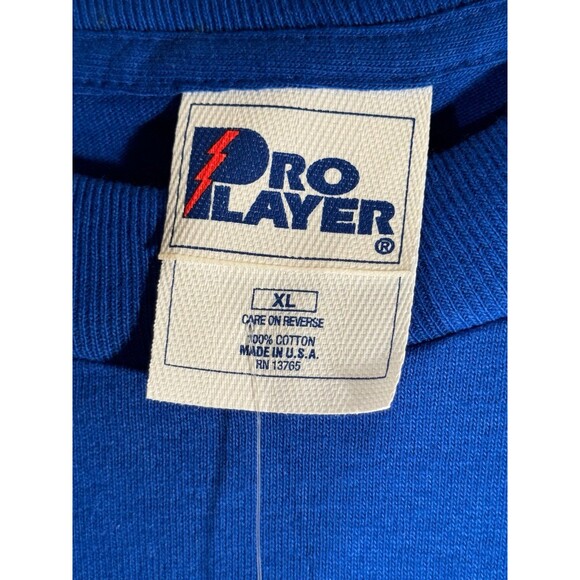 PRO
PLAYER
®
XL
CARE ON REVERSE
100% COTTON
MADE IN U.S.A.
RN 13765